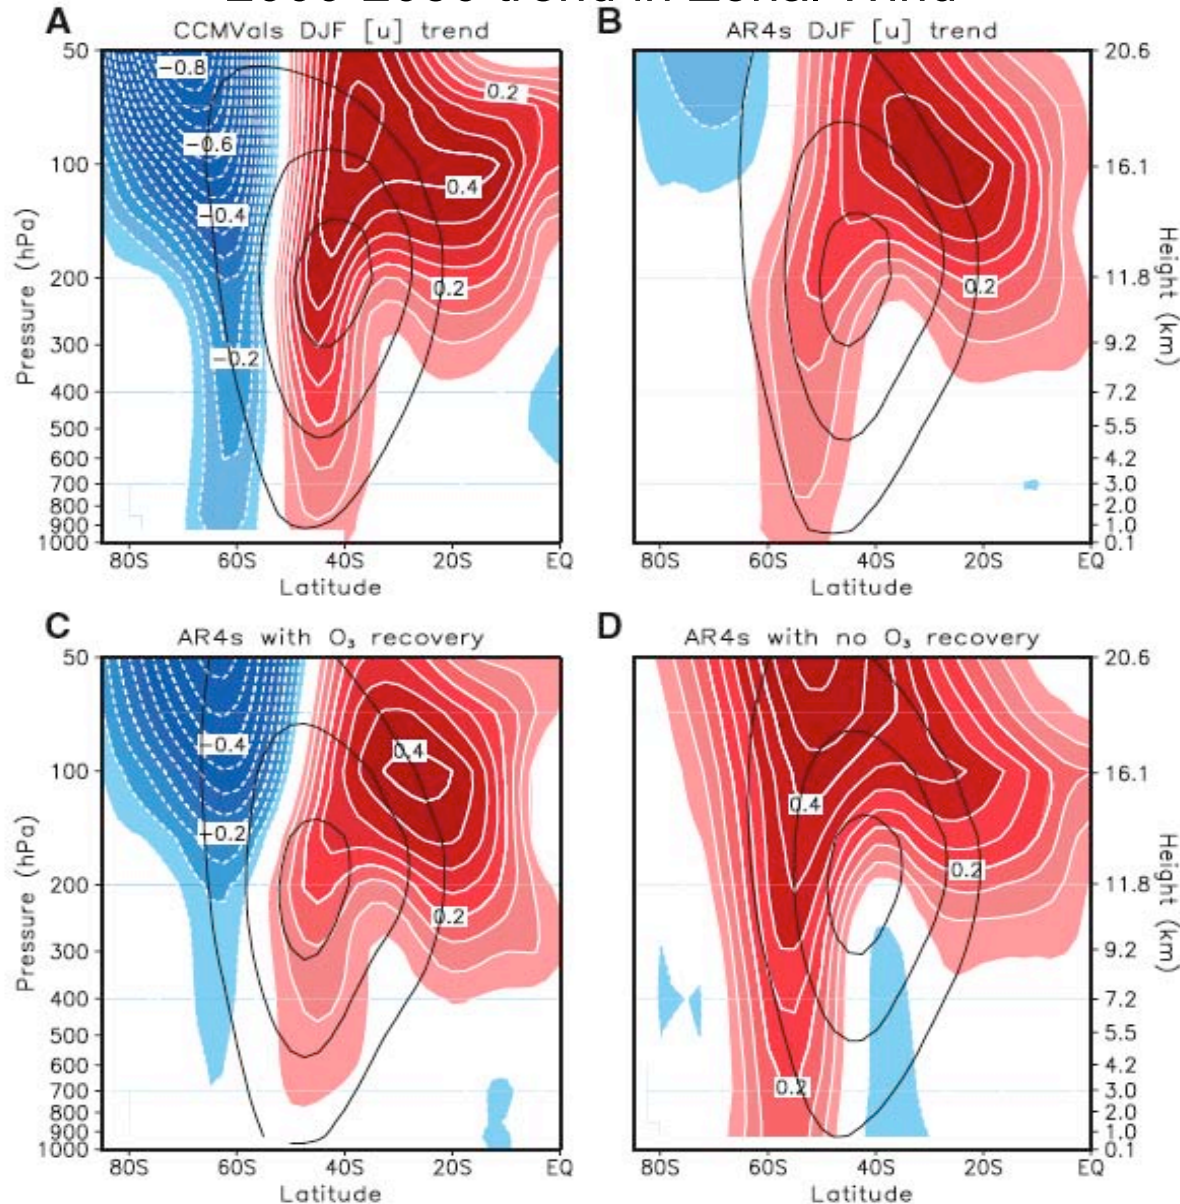 A
CCMVals DJF [u] trend
50
100
200
300
400
500
600
700
800
900
1000
Pressure (hPa)
−0.8
−0.6
−0.4
−0.2
0.2
0.4
0.2
80S 60S 40S 20S EQ
Latitude
B
AR4s DJF [u] trend
0.2
20.6
16.1
11.8
9.2
7.2
5.5
4.2
3.0
2.0
1.0
0.1
Height (km)
80S 60S 40S 20S EQ
Latitude
C
AR4s with O₃ recovery
50
100
200
300
400
500
600
700
800
900
1000
Pressure (hPa)
−0.4
−0.2
0.4
0.2
80S 60S 40S 20S EQ
Latitude
D
AR4s with no O₃ recovery
0.4
0.2
0.2
20.6
16.1
11.8
9.2
7.2
5.5
4.2
3.0
2.0
1.0
0.1
Height (km)
80S 60S 40S 20S EQ
Latitude